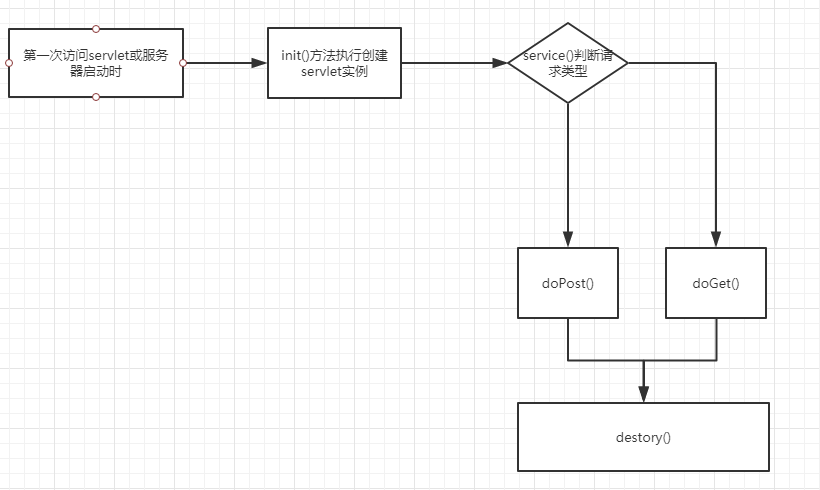 第一次访问servlet或服务
器启动时
init()方法执行创建
servlet实例
service()判断请
求类型
doPost()
doGet()
destory()